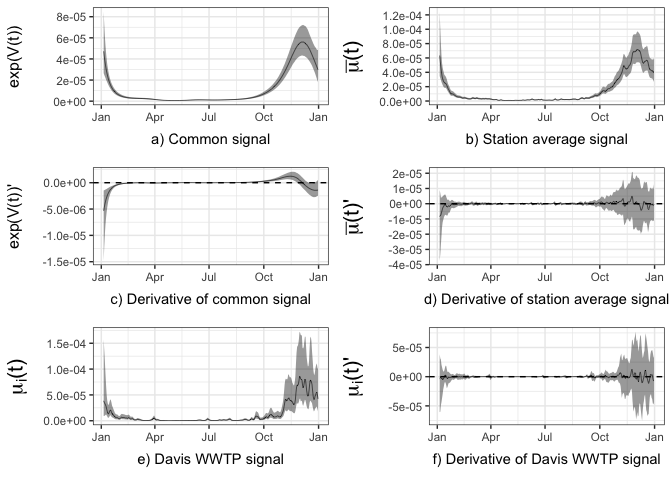 exp(V(t))
8e-05
6e-05
4e-05
2e-05
0e+00
Jan Apr Jul Oct Jan
a) Common signal
μ̅(t)
1.2e-04
1.0e-04
8.0e-05
6.0e-05
4.0e-05
2.0e-05
0.0e+00
Jan Apr Jul Oct Jan
b) Station average signal
exp(V(t))'
0.0e+00
-5.0e-06
-1.0e-05
-1.5e-05
Jan Apr Jul Oct Jan
c) Derivative of common signal
μ̅(t)'
2e-05
1e-05
0e+00
-1e-05
-2e-05
-3e-05
-4e-05
Jan Apr Jul Oct Jan
d) Derivative of station average signal
μi(t)
1.5e-04
1.0e-04
5.0e-05
0.0e+00
Jan Apr Jul Oct Jan
e) Davis WWTP signal
μi(t)'
5e-05
0e+00
-5e-05
Jan Apr Jul Oct Jan
f) Derivative of Davis WWTP signal